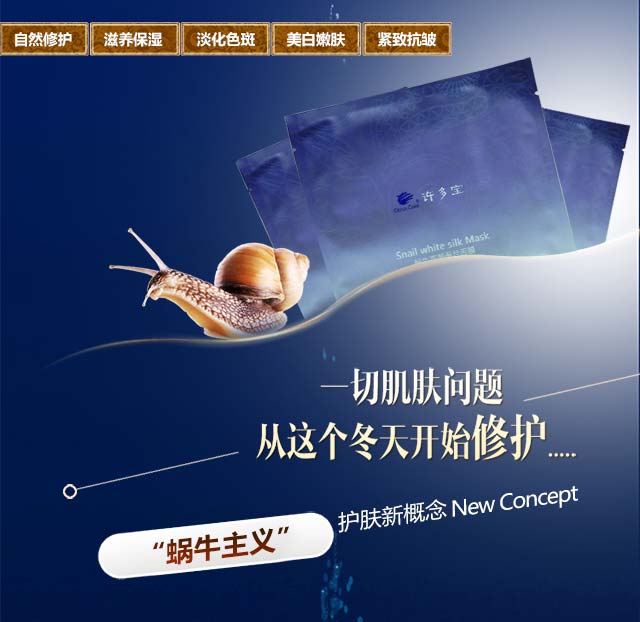 自然修护
滋养保湿
淡化色斑
美白嫩肤
紧致抗皱
许多宝
Snail white silk Mask
一切肌肤问题
从这个冬天开始修护.....
护肤新概念 New Concept
“蜗牛主义”